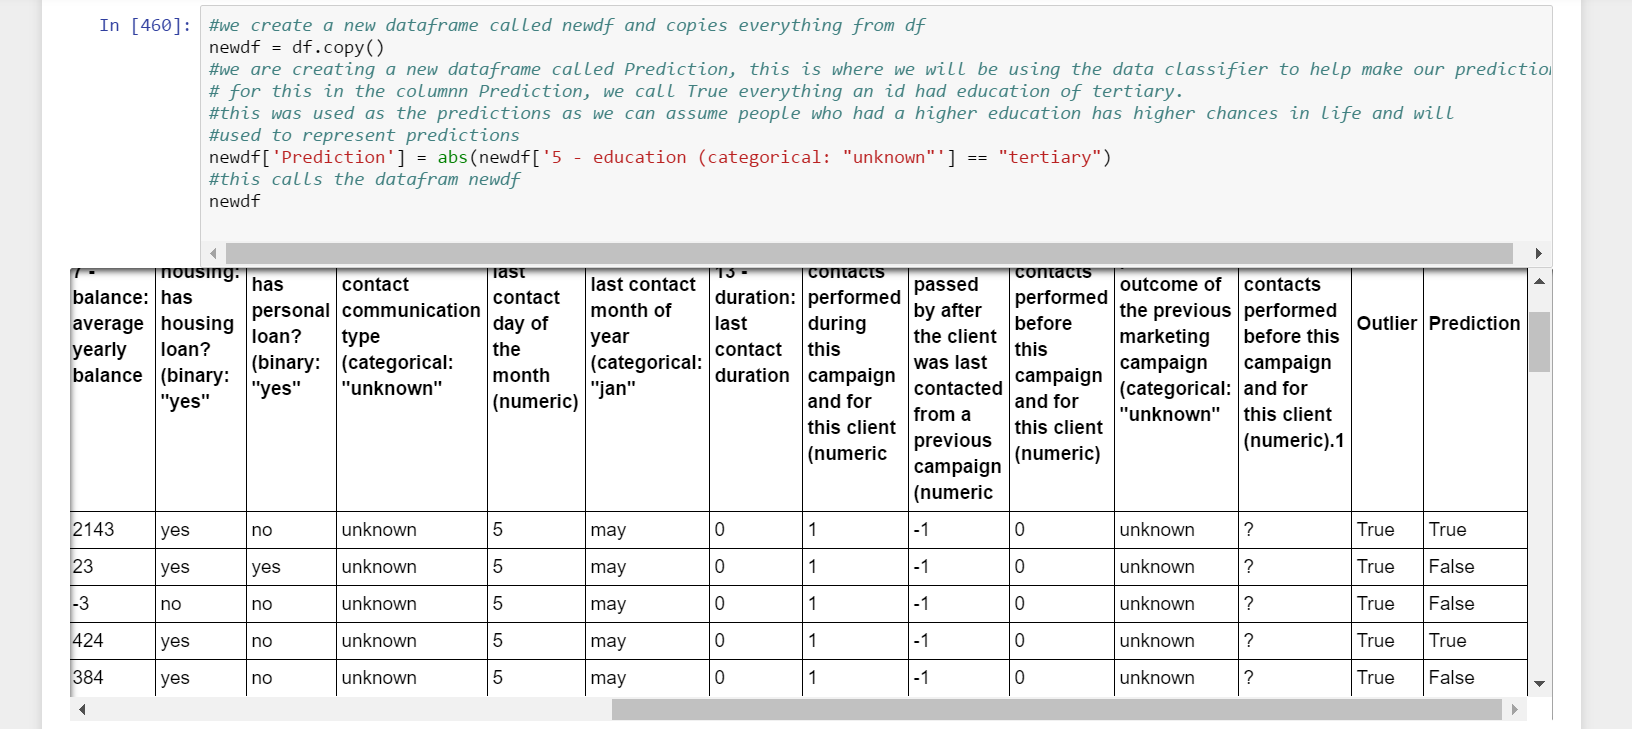 In [460]:
#we create a new dataframe called newdf and copies everything from df
newdf = df.copy()
#we are creating a new dataframe called Prediction, this is where we will be using the data classifier to help make our
# for this in the columnn Prediction, we call True everything an id had education of tertiary.
#this was used as the predictions as we can assume people who had a higher education has higher chances in life and will
#used to represent predictions
newdf['Prediction'] = abs(newdf['5 - education (categorical: "unknown"'] == "tertiary")
#this calls the datafram newdf
newdf
7 -
balance:
average
yearly
balance
housing:
has
housing
loan?
(binary:
"yes"
has
personal
loan?
(binary:
"yes"
contact
communication
type
(categorical:
"unknown"
last
contact
day of
the
month
(numeric)
last contact
month of
year
(categorical:
"jan"
13 -
duration:
last
contact
duration
contacts
performed
during
this
campaign
and for
this client
(numeric
passed
by after
the client
was last
contacted
from a
previous
campaign
(numeric
contacts
performed
before
this
campaign
and for
this client
(numeric)
outcome of
the previous
marketing
campaign
(categorical:
"unknown"
contacts
performed
before this
campaign
and for
this client
(numeric).1
Outlier
Prediction
2143 yes no unknown 5 may 0 1 -1 0 unknown ? True True
23 yes yes unknown 5 may 0 1 -1 0 unknown ? True False
-3 no no unknown 5 may 0 1 -1 0 unknown ? True False
424 yes no unknown 5 may 0 1 -1 0 unknown ? True True
384 yes no unknown 5 may 0 1 -1 0 unknown ? True False